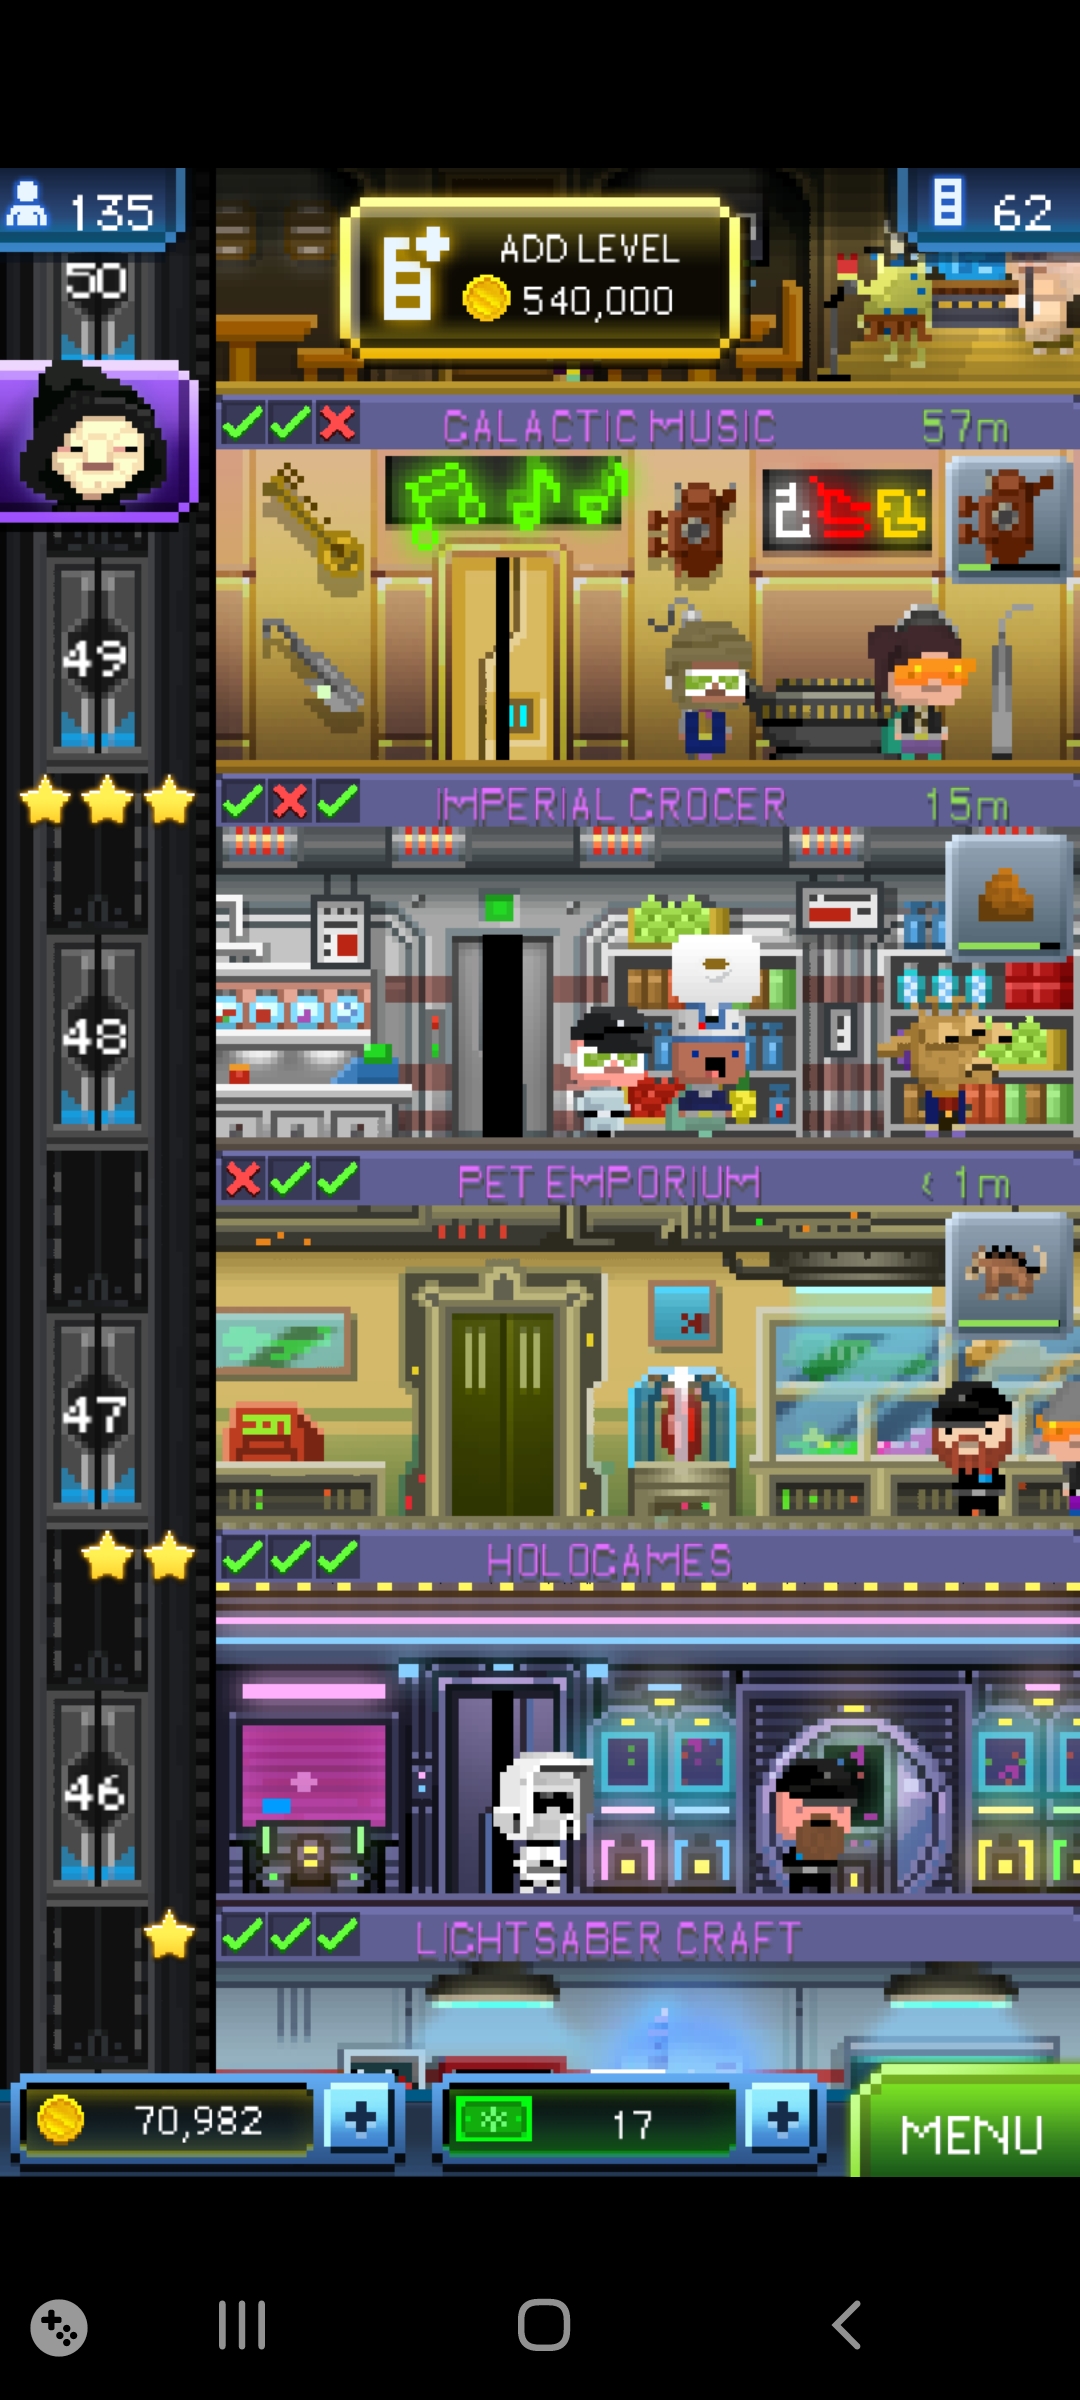 135
62
ADD LEVEL
540,000
50
GALACTIC MUSIC
57m
49
IMPERIAL GROCER
15m
48
PET EMPORIUM
< 1m
47
HOLOGAMES
46
LIGHTSABER CRAFT
70,982
17
MENU